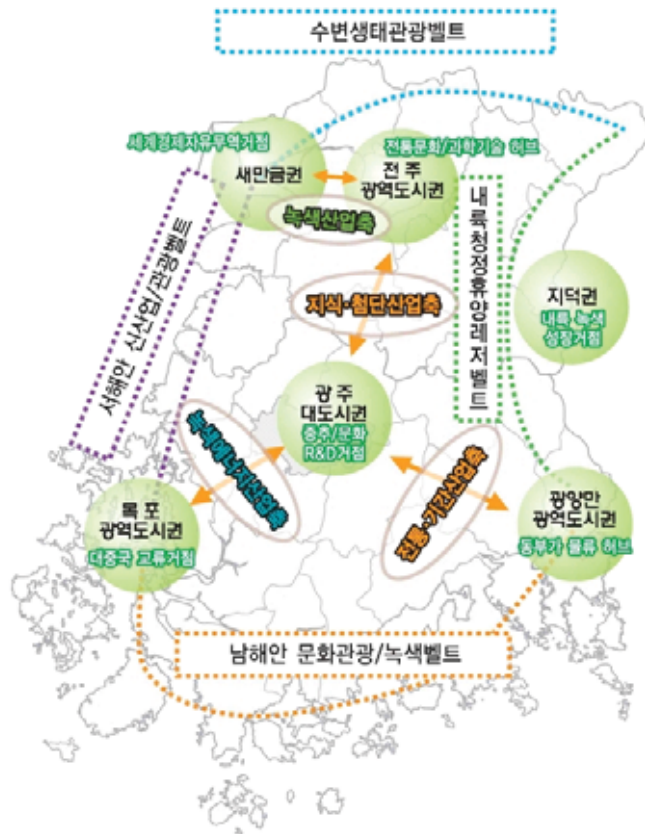 수변생태관광벨트
세계경제자유무역거점
새만금권
전통문화/과학기술 허브
전 주
광역도시권
녹색산업축
서해안 신산업/관광벨트
내륙청정휴양레저벨트
지식·첨단산업축
지덕권
내륙 녹색
성장거점
광 주
대도시권
중추/문화
R&D거점
녹색에너지산업축
전통·기간산업축
목 포
광역도시권
대중국 교류거점
광양만
광역도시권
동부가 물류 허브
남해안 문화관광/녹색벨트